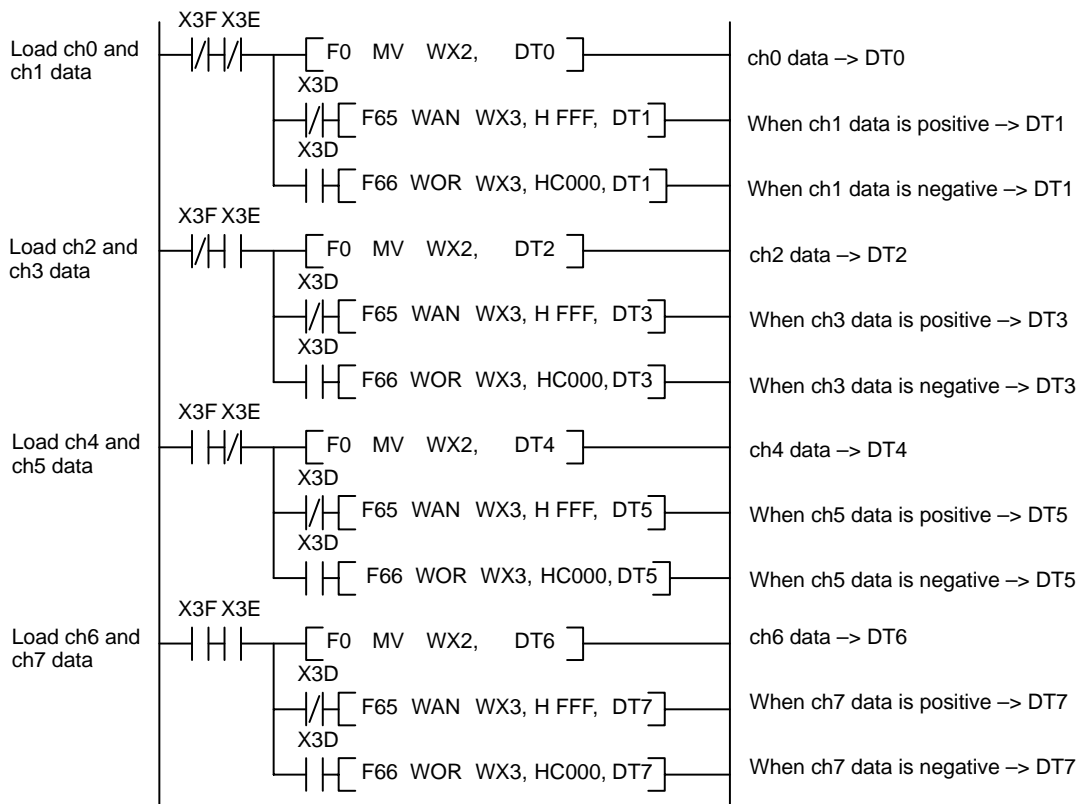 X3F X3E
Load ch0 and
ch1 data
F0 MV WX2, DT0
ch0 data –> DT0
X3D
F65 WAN WX3, H FFF, DT1
When ch1 data is positive –> DT1
X3D
F66 WOR WX3, HC000, DT1
When ch1 data is negative –> DT1
X3F X3E
Load ch2 and
ch3 data
F0 MV WX2, DT2
ch2 data –> DT2
X3D
F65 WAN WX3, H FFF, DT3
When ch3 data is positive –> DT3
X3D
F66 WOR WX3, HC000, DT3
When ch3 data is negative –> DT3
X3F X3E
Load ch4 and
ch5 data
F0 MV WX2, DT4
ch4 data –> DT4
X3D
F65 WAN WX3, H FFF, DT5
When ch5 data is positive –> DT5
X3D
F66 WOR WX3, HC000, DT5
When ch5 data is negative –> DT5
X3F X3E
Load ch6 and
ch7 data
F0 MV WX2, DT6
ch6 data –> DT6
X3D
F65 WAN WX3, H FFF, DT7
When ch7 data is positive –> DT7
X3D
F66 WOR WX3, HC000, DT7
When ch7 data is negative –> DT7